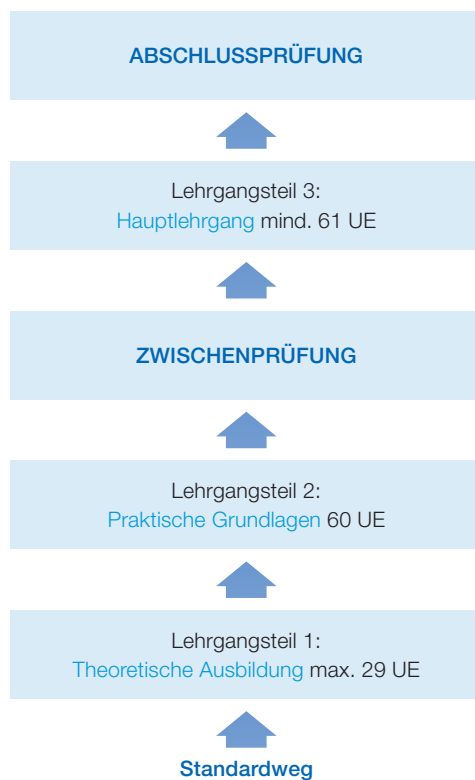 ABSCHLUSSPRÜFUNG
Lehrgangsteil 3:
Hauptlehrgang mind. 61 UE
ZWISCHENPRÜFUNG
Lehrgangsteil 2:
Praktische Grundlagen 60 UE
Lehrgangsteil 1:
Theoretische Ausbildung max. 29 UE
Standardweg